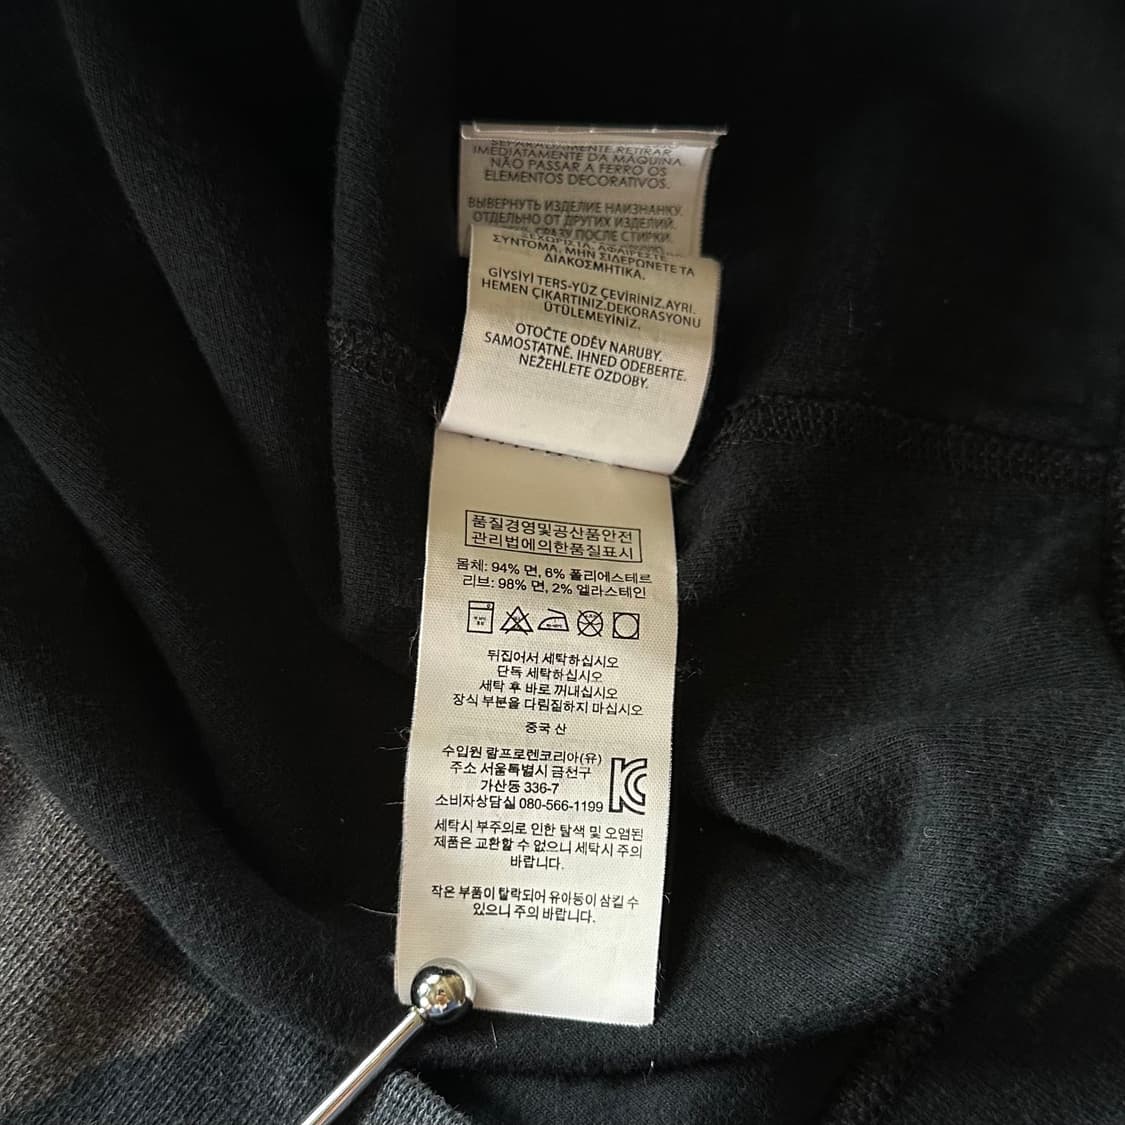 SEPARADAMENTE.RETIRAR
IMEDIATAMENTE DA MÁQUINA.
NÃO PASSAR A FERRO OS
ELEMENTOS DECORATIVOS.
ВЫВЕРНУТЬ ИЗДЕЛИЕ НАИЗНАНКУ.
ОТДЕЛЬНО ОТ ДРУГИХ ИЗДЕЛИЙ.
СРАЗУ ПОСЛЕ СТИРКИ.
ΞΕΧΩΡΙΣΤΑ. ΑΦΑΙΡΕΣΤΕ
ΣΥΝΤΟΜΑ. ΜΗΝ ΣΙΔΕΡΩΝΕΤΕ ΤΑ
ΔΙΑΚΟΣΜΗΤΙΚΑ.
GİYSİYİ TERS-YÜZ ÇEVİRİNİZ.AYRI.
HEMEN ÇIKARTINIZ.DEKORASYONU
ÜTÜLEMEYİNİZ.
OTOČTE ODĚV NARUBY.
SAMOSTATNĚ. IHNED ODEBERTE.
NEŽEHLETE OZDOBY.
품질경영및공산품안전
관리법에의한품질표시
몸체: 94% 면, 6% 폴리에스테르
리브: 98% 면, 2% 엘라스테인
뒤집어서 세탁하십시오
단독 세탁하십시오
세탁 후 바로 꺼내십시오
장식 부분을 다림질하지 마십시오
중국 산
수입원 랄프로렌코리아(유)
주소 서울특별시 금천구
가산동 336-7
소비자상담실 080-566-1199
세탁시 부주의로 인한 탈색 및 오염된
제품은 교환할 수 없으니 세탁시 주의
바랍니다.
작은 부품이 탈락되어 유아등이 삼킬 수
있으니 주의 바랍니다.